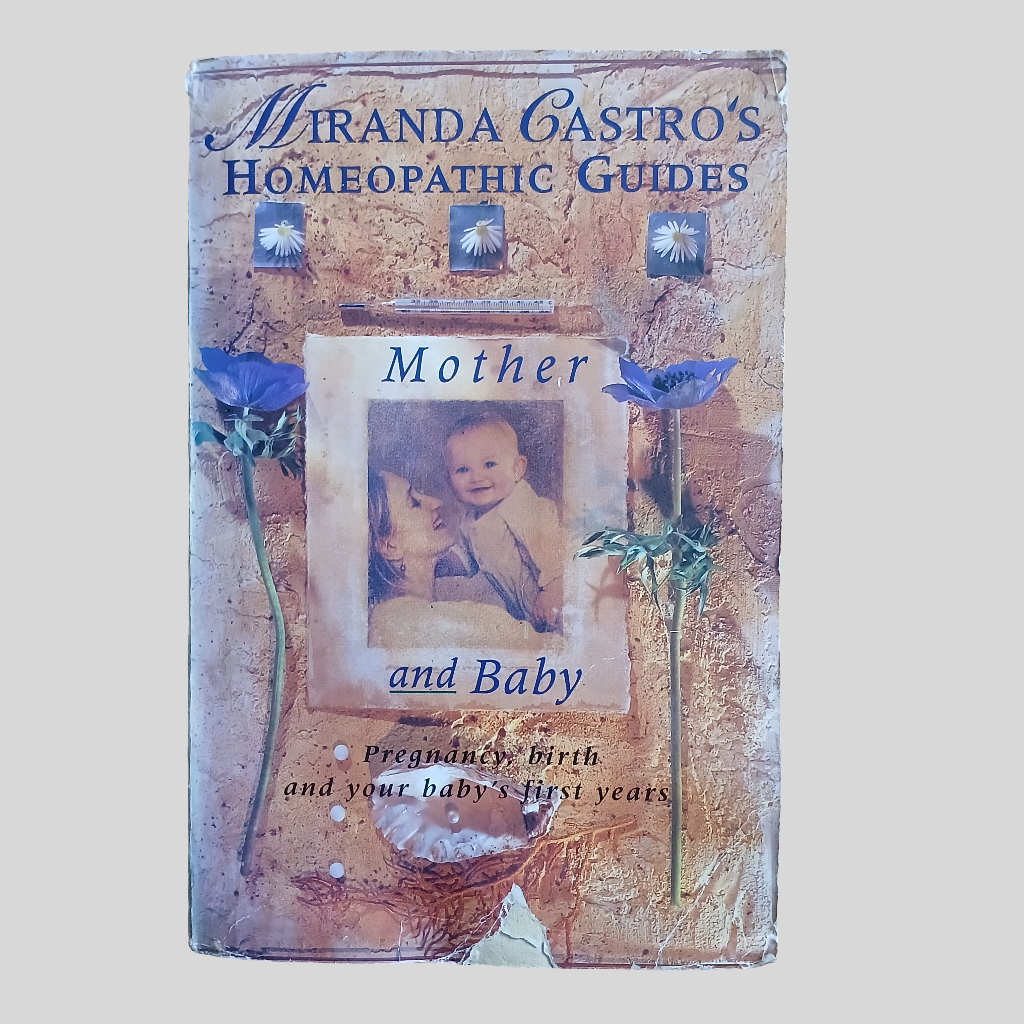 MIRANDA CASTRO'S
HOMEOPATHIC GUIDES
Mother
and Baby
Pregnancy, birth
and your baby's first years